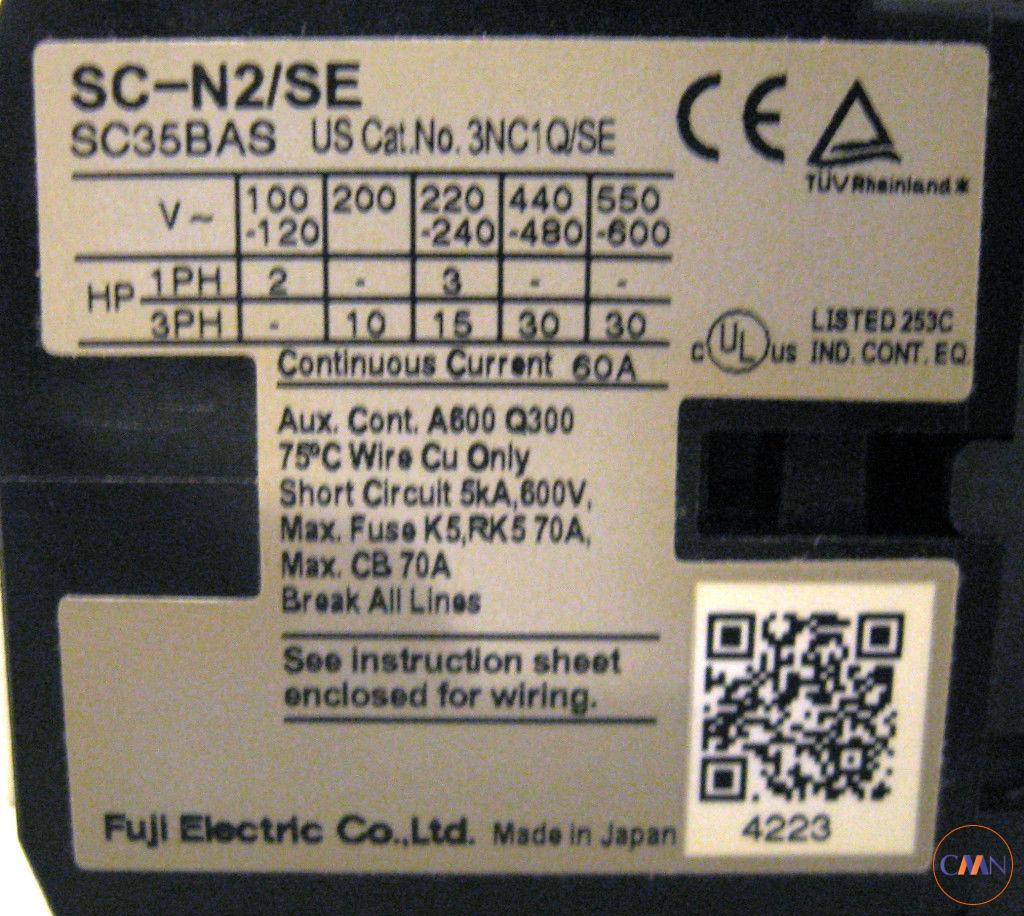 SC-N2/SE
SC35BAS US Cat.No. 3NC1Q/SE
CE
TÜVRheinland*
V~ 100-120 200 220-240 440-480 550-600
HP 1PH 2 - 3 - -
3PH - 10 15 30 30
Continuous Current 60A
C UL US LISTED 253C
IND. CONT. EQ.
Aux. Cont. A600 Q300
75°C Wire Cu Only
Short Circuit 5kA,600V,
Max. Fuse K5,RK5 70A,
Max. CB 70A
Break All Lines
See instruction sheet
enclosed for wiring.
Fuji Electric Co.,Ltd. Made in Japan
4223
CMN